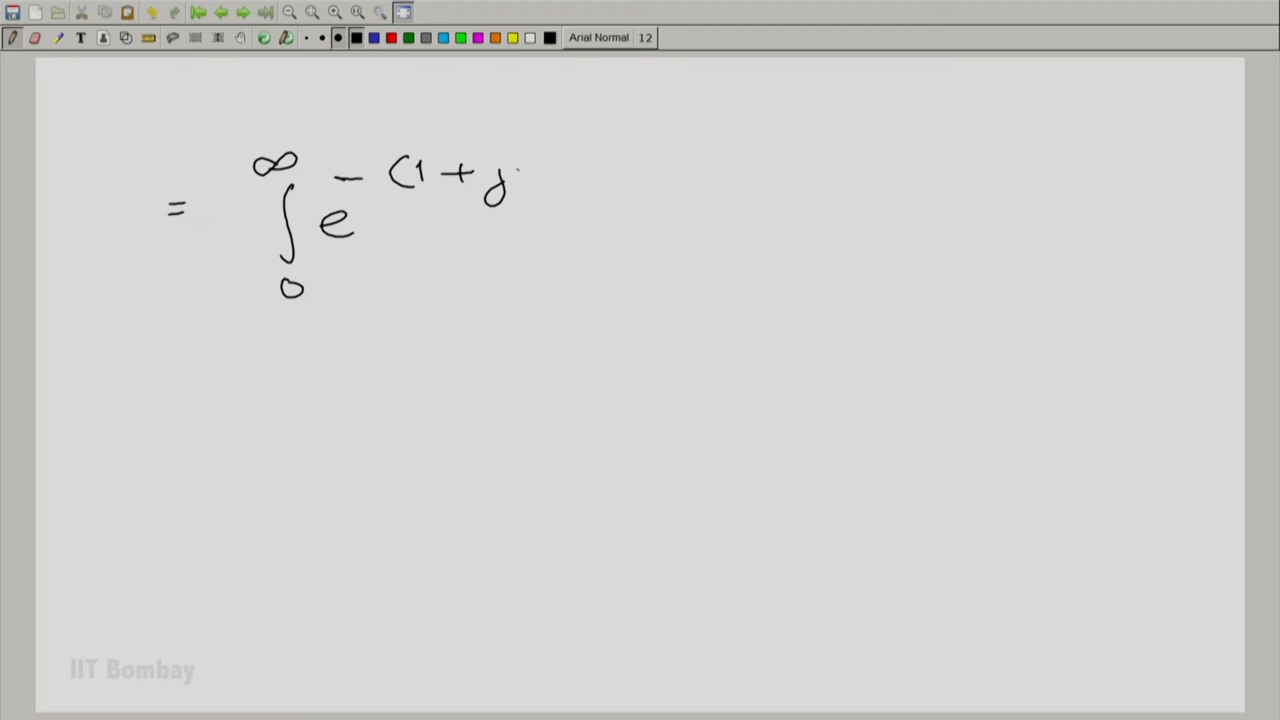 Arial Normal 12
= ∫₀^∞ e^{-(1+j
IIT Bombay